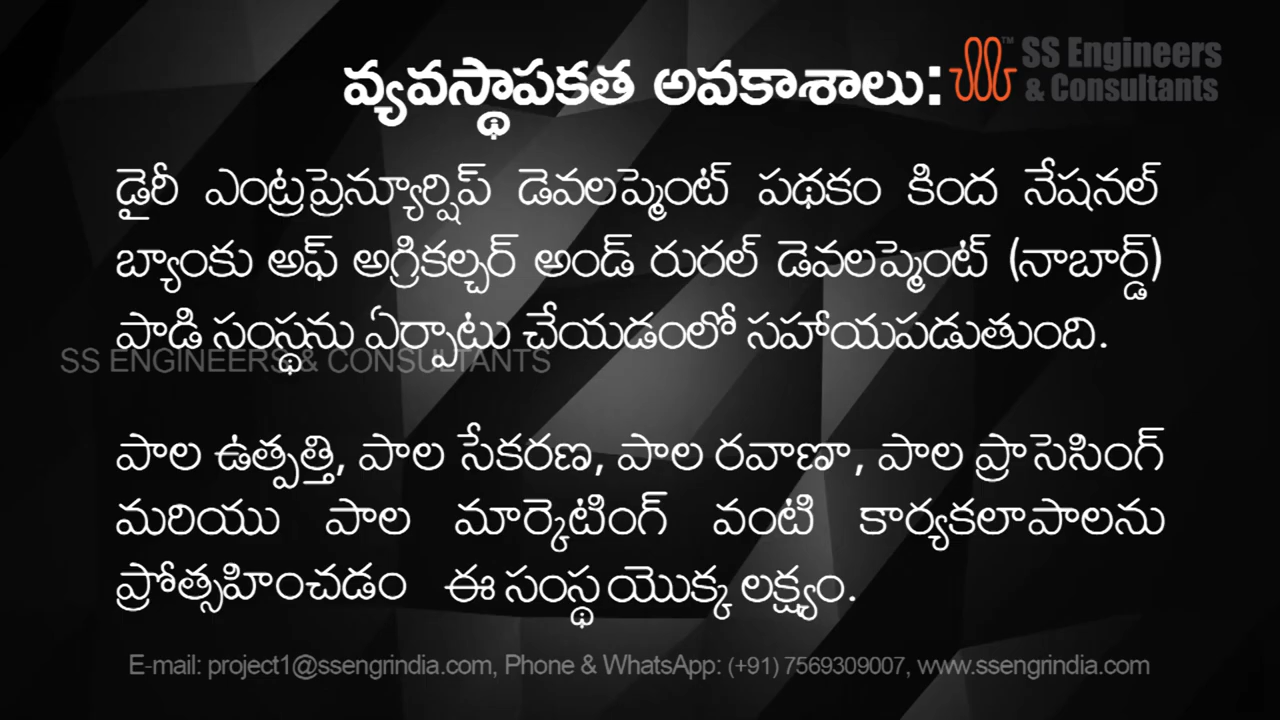 వ్యవస్థాపకత అవకాశాలు:
SS Engineers
& Consultants
TM
డైరీ ఎంట్రప్రెన్యూర్షిప్ డెవలప్మెంట్ పథకం కింద నేషనల్
బ్యాంకు అఫ్ అగ్రికల్చర్ అండ్ రురల్ డెవలప్మెంట్ (నాబార్డ్)
పాడి సంస్థను ఏర్పాటు చేయడంలో సహాయపడుతుంది.
SS ENGINEERS & CONSULTANTS
పాల ఉత్పత్తి, పాల సేకరణ, పాల రవాణా, పాల ప్రాసెసింగ్
మరియు పాల మార్కెటింగ్ వంటి కార్యకలాపాలను
ప్రోత్సహించడం ఈ సంస్థ యొక్క లక్ష్యం.
E-mail: project1@ssengrindia.com, Phone & WhatsApp: (+91) 7569309007, www.ssengrindia.com